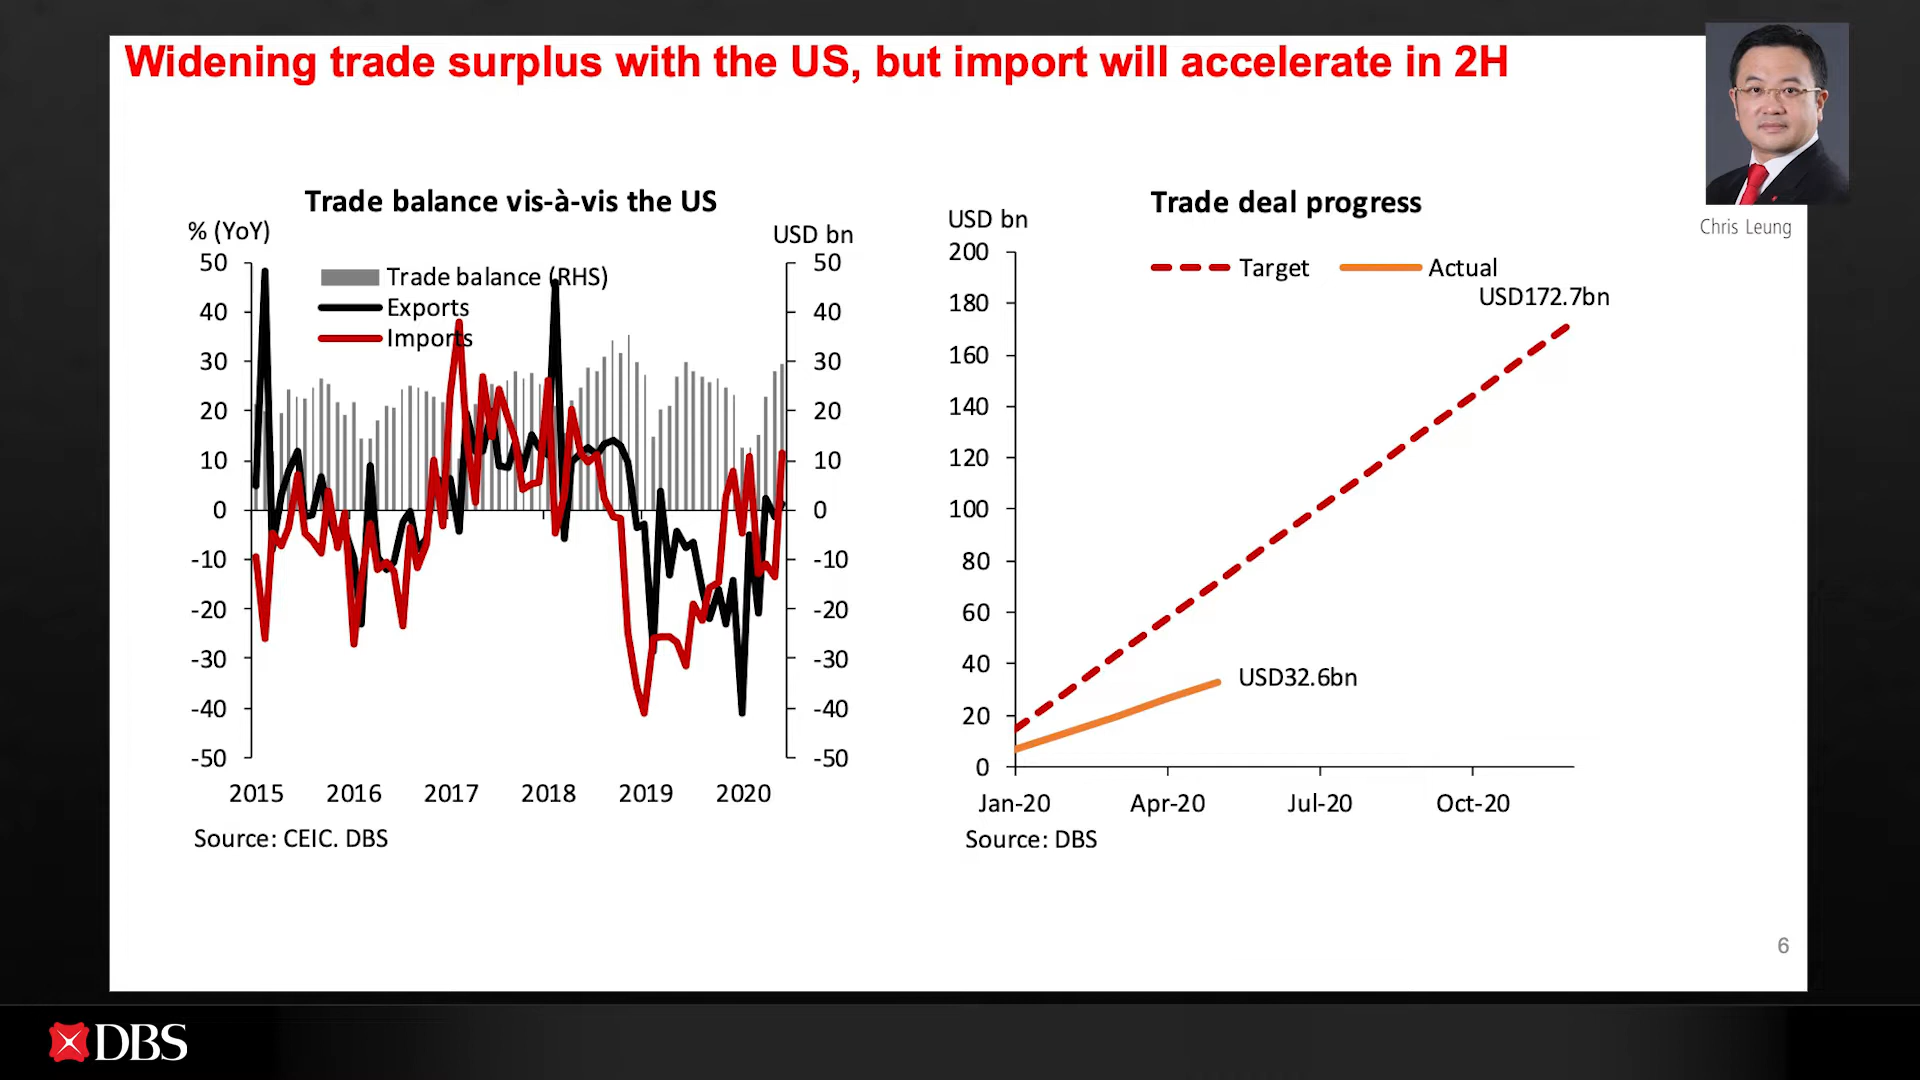 Widening trade surplus with the US, but import will accelerate in 2H
Chris Leung
Trade balance vis-à-vis the US
% (YoY)
USD bn
Trade balance (RHS)
Exports
Imports
50
40
30
20
10
0
-10
-20
-30
-40
-50
50
40
30
20
10
0
-10
-20
-30
-40
-50
2015 2016 2017 2018 2019 2020
Source: CEIC. DBS
Trade deal progress
USD bn
Target Actual
USD172.7bn
USD32.6bn
200
180
160
140
120
100
80
60
40
20
0
Jan-20 Apr-20 Jul-20 Oct-20
Source: DBS
6
DBS